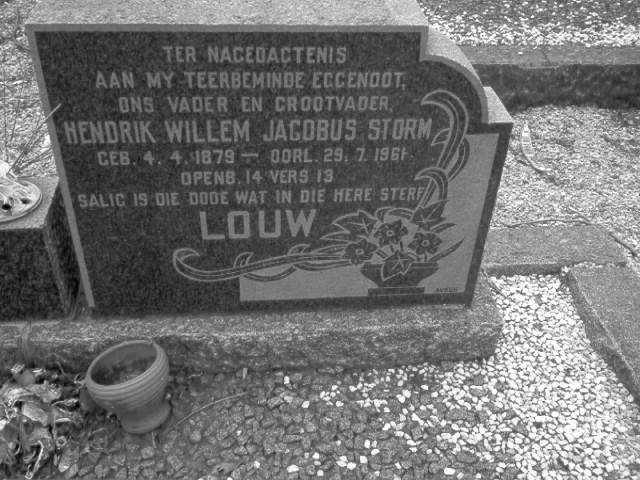 TER NAGEDAGTENIS
AAN MY TEERBEMINDE EGGENOOT,
ONS VADER EN GROOTVADER,
HENDRIK WILLEM JACOBUS STORM
GEB. 4. 4. 1879 — OORL. 29. 7. 1961.
OPENB. 14 VERS 13
SALIG IS DIE DODE WAT IN DIE HERE STERF
LOUW